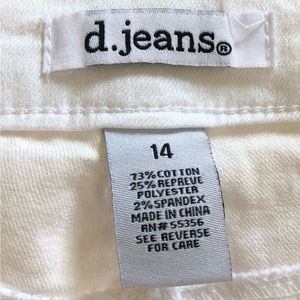 d.jeans®
14
73% COTTON
25% REPREVE
POLYESTER
2% SPANDEX
MADE IN CHINA
RN# 55356
SEE REVERSE
FOR CARE